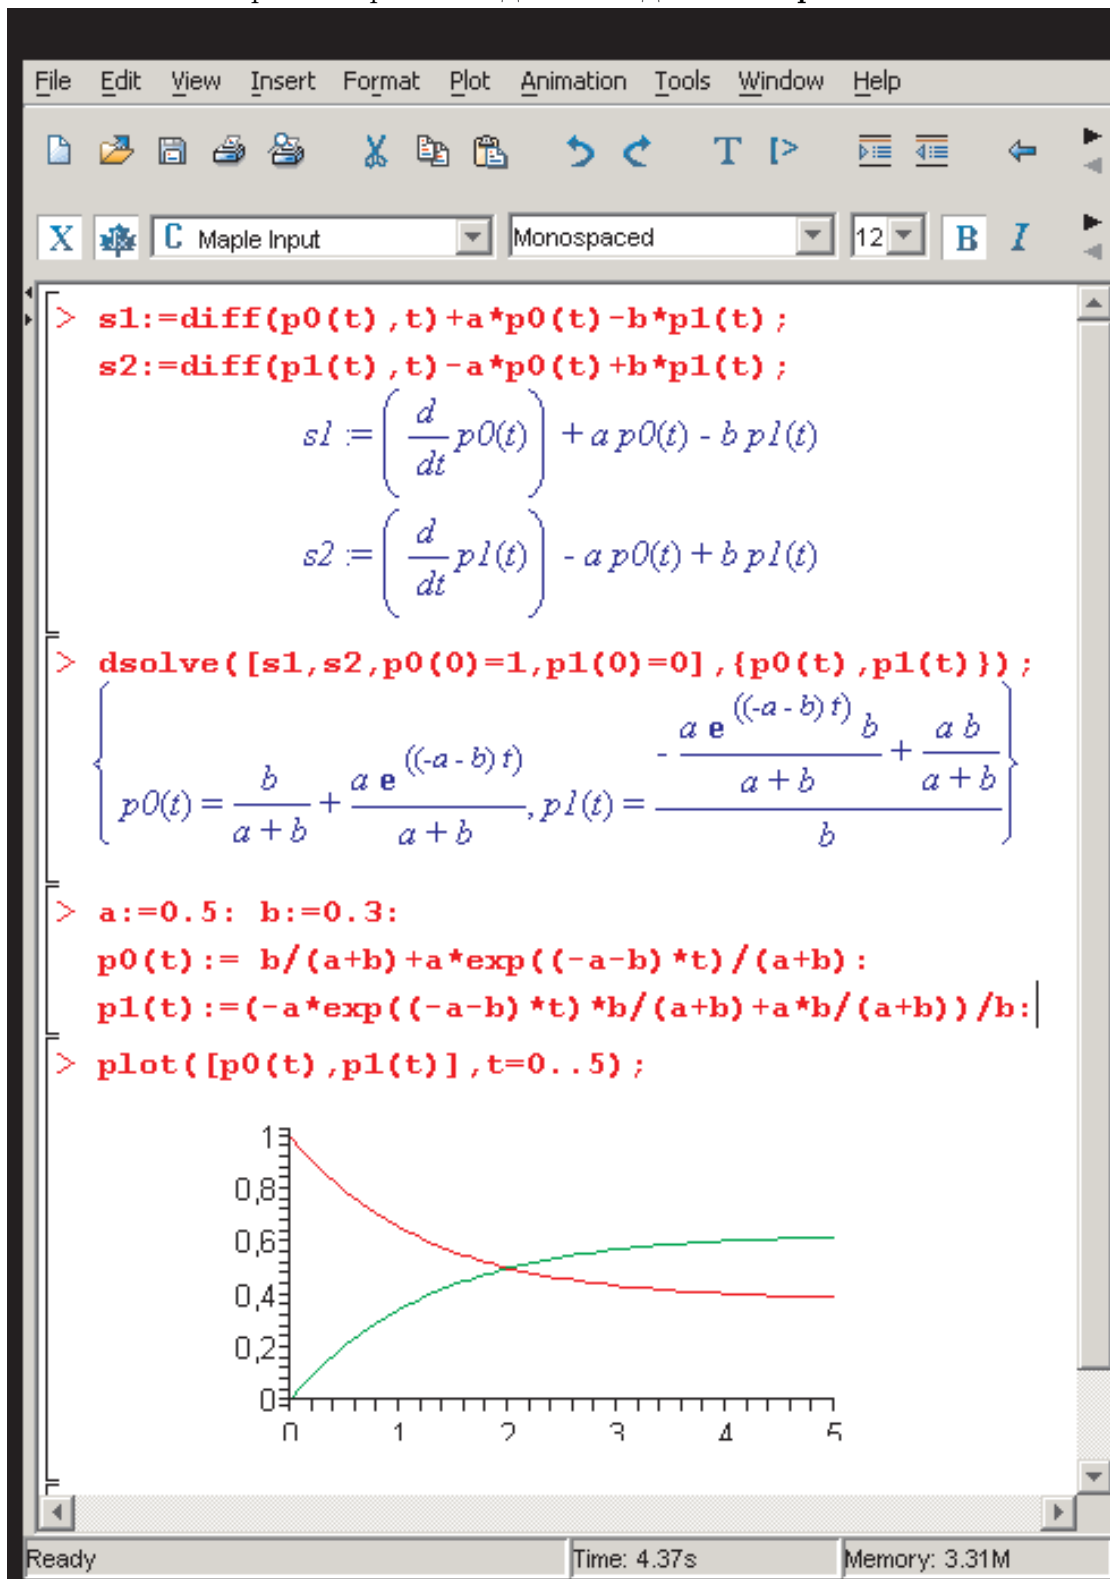 File Edit View Insert Format Plot Animation Tools Window Help
T [>
X C Maple Input Monospaced 12 B I
> s1:=diff(p0(t),t)+a*p0(t)-b*p1(t);
s2:=diff(p1(t),t)-a*p0(t)+b*p1(t);
s1 := ( d/dt p0(t) ) + a p0(t) - b p1(t)
s2 := ( d/dt p1(t) ) - a p0(t) + b p1(t)
> dsolve([s1,s2,p0(0)=1,p1(0)=0],{p0(t),p1(t)});
{ p0(t) = b/(a + b) + a e^((-a - b) t)/(a + b), p1(t) = (- a e^((-a - b) t) b/(a + b) + a b/(a + b))/b }
> a:=0.5: b:=0.3:
p0(t):= b/(a+b)+a*exp((-a-b)*t)/(a+b):
p1(t):=(-a*exp((-a-b)*t)*b/(a+b)+a*b/(a+b))/b:
> plot([p0(t),p1(t)],t=0..5);
1
0,8
0,6
0,4
0,2
0
0 1 2 3 4 5
Ready Time: 4.37s Memory: 3.31M